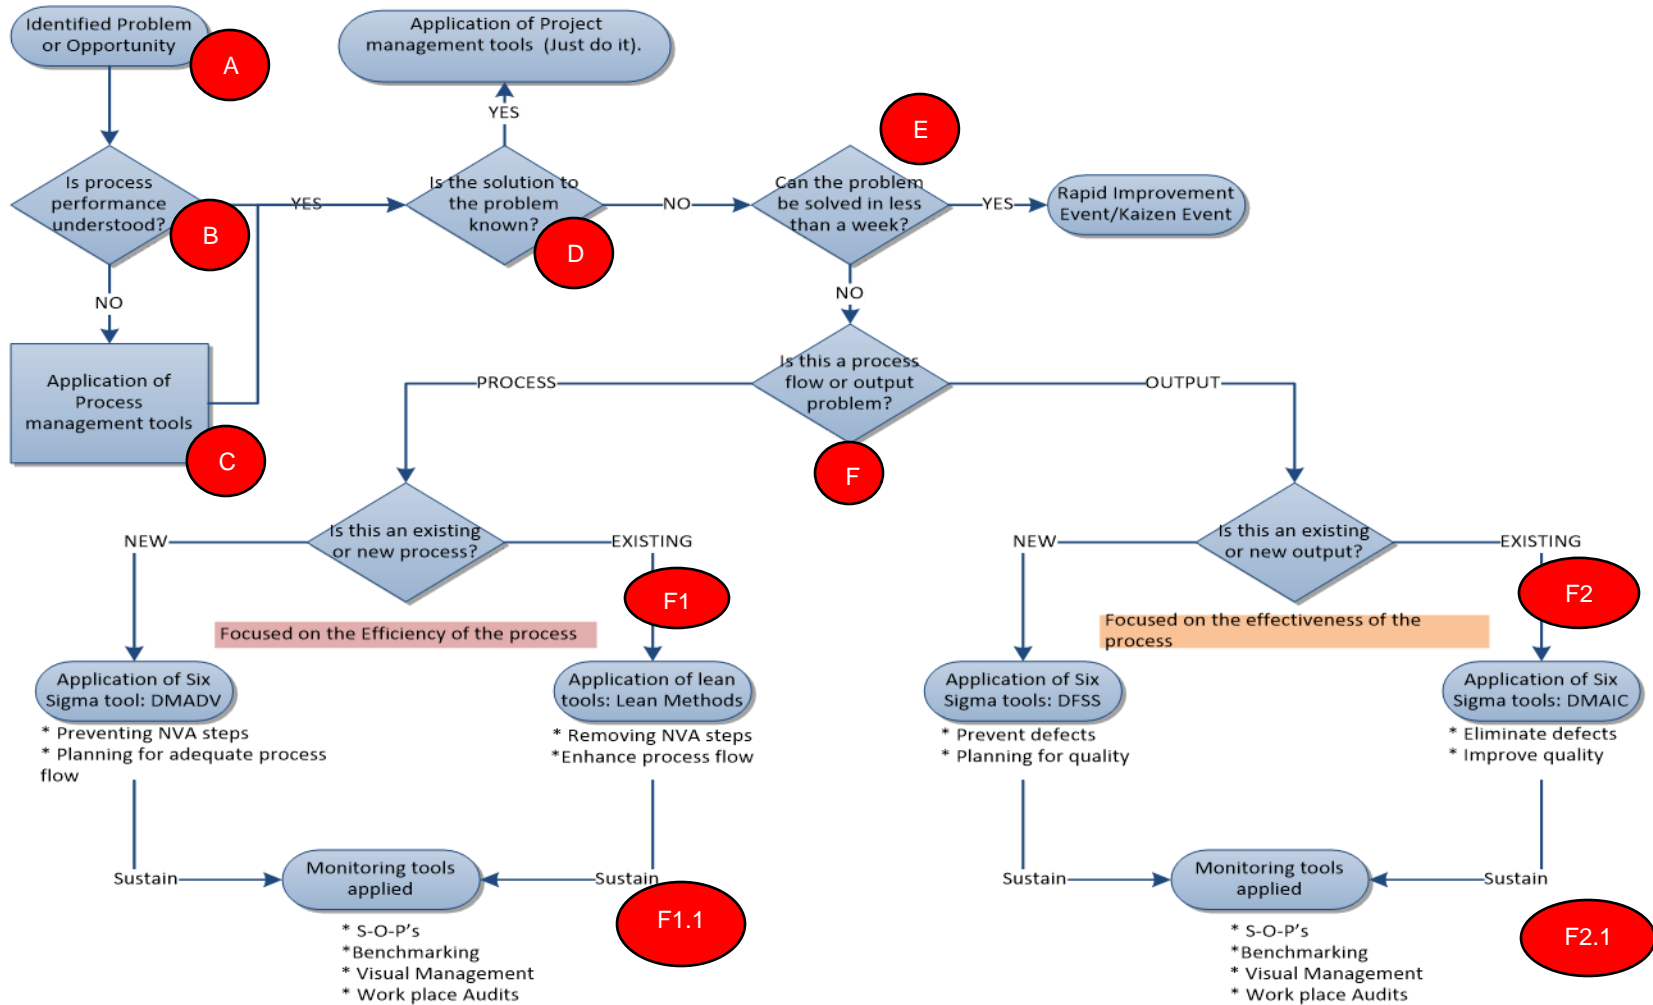 Identified Problem
or Opportunity
A
Application of Project
management tools  (Just do it).
YES
E
Is process
performance
understood?
B
YES
Is the solution to
the problem
known?
D
NO
Can the problem
be solved in less
than a week?
YES
Rapid Improvement
Event/Kaizen Event
NO
NO
Application of
Process
management tools
C
Is this a process
flow or output
problem?
F
PROCESS
OUTPUT
NEW
Is this an existing
or new process?
EXISTING
F1
NEW
Is this an existing
or new output?
EXISTING
F2
Focused on the Efficiency of the process
Focused on the effectiveness of the
process
Application of Six
Sigma tool: DMADV
* Preventing NVA steps
* Planning for adequate process
flow
Application of lean
tools: Lean Methods
* Removing NVA steps
*Enhance process flow
Application of Six
Sigma tools: DFSS
* Prevent defects
* Planning for quality
Application of Six
Sigma tools: DMAIC
* Eliminate defects
* Improve quality
Sustain
Monitoring tools
applied
Sustain
F1.1
* S-O-P's
*Benchmarking
* Visual Management
* Work place Audits
Sustain
Monitoring tools
applied
Sustain
F2.1
* S-O-P's
*Benchmarking
* Visual Management
* Work place Audits